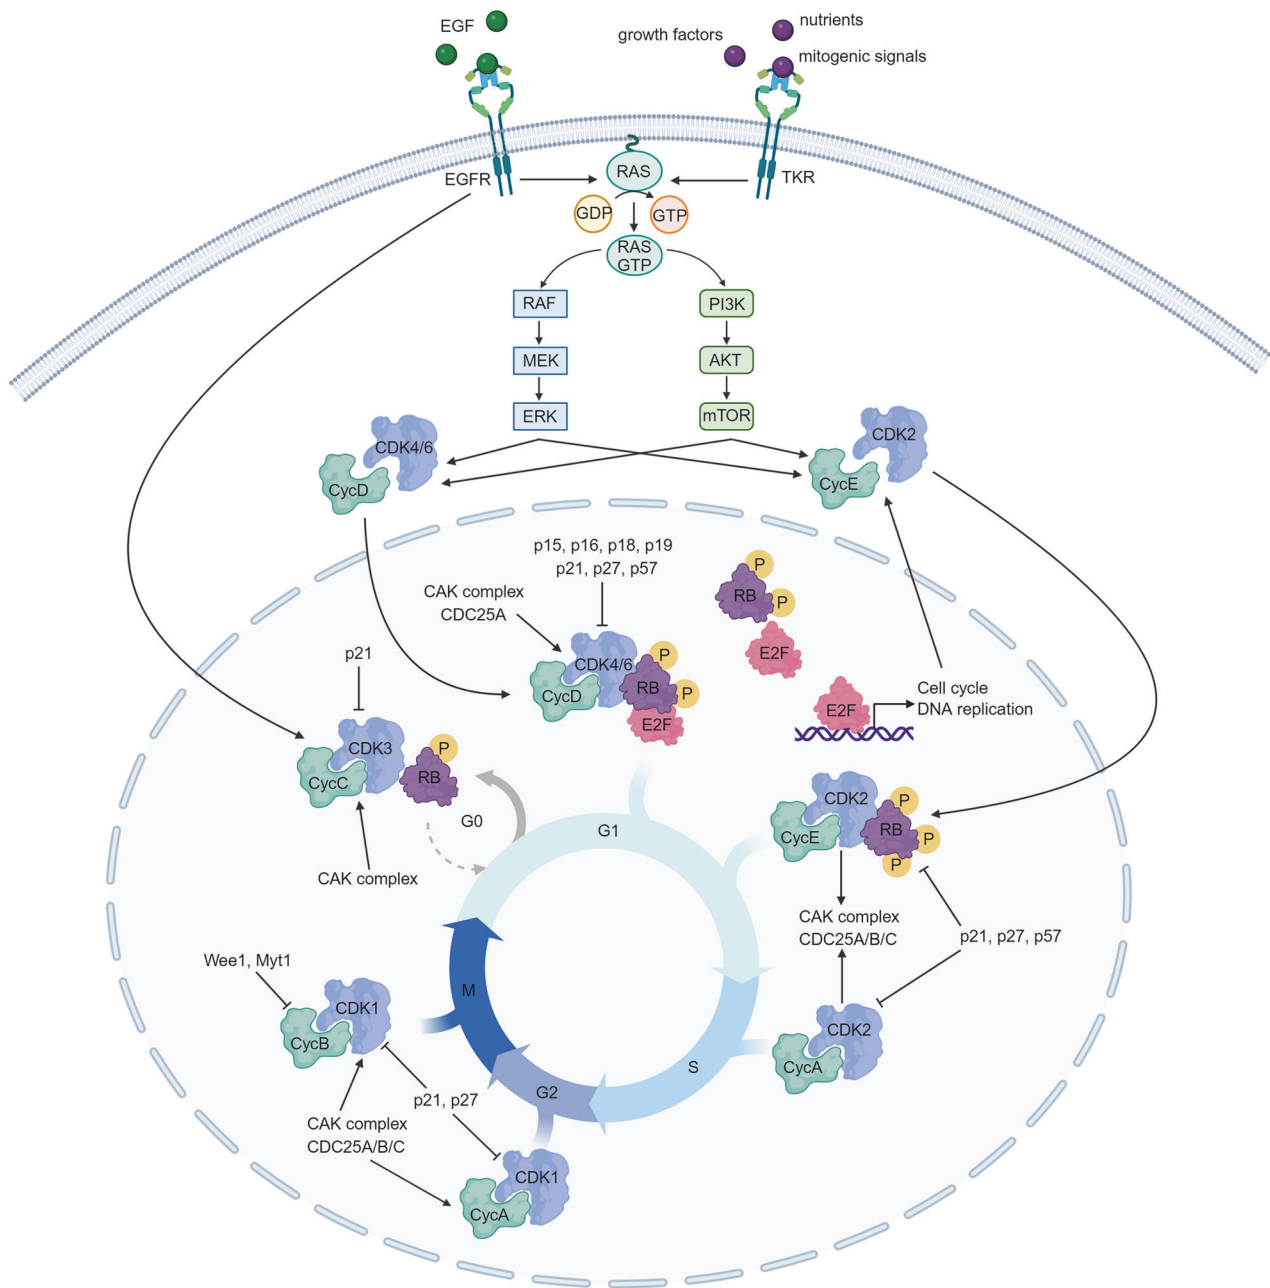 EGF
nutrients
growth factors
mitogenic signals
EGFR
RAS
TKR
GDP
GTP
RAS
GTP
RAF
PI3K
MEK
AKT
ERK
mTOR
CDK4/6
CycD
CDK2
CycE
p15, p16, p18, p19
p21, p27, p57
CAK complex
CDC25A
CDK4/6
CycD
RB
P
P
E2F
P
RB
P
E2F
E2F
Cell cycle
DNA replication
p21
CDK3
CycC
P
RB
G0
CAK complex
G1
CDK2
CycE
RB
P
P
P
CAK complex
CDC25A/B/C
p21, p27, p57
CDK2
CycA
Wee1, Myt1
CDK1
CycB
M
S
G2
p21, p27
CAK complex
CDC25A/B/C
CDK1
CycA